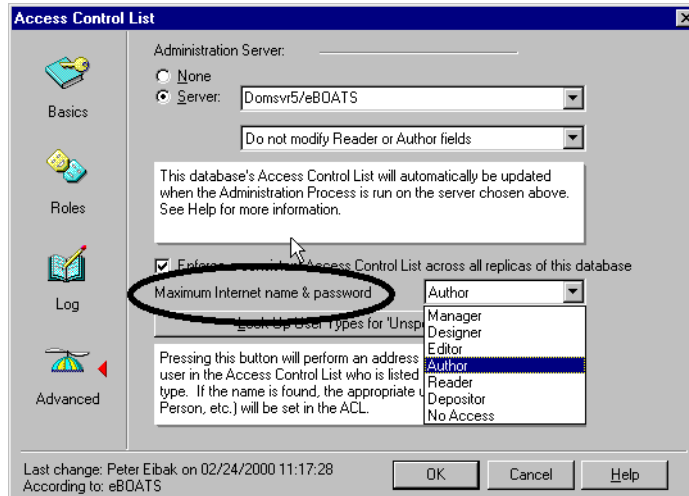 Access Control List
Administration Server:
None
Server: Domsvr5/eBOATS
Do not modify Reader or Author fields
Basics
This database's Access Control List will automatically be updated
when the Administration Process is run on the server chosen above.
See Help for more information.
Roles
Access Control List across all replicas of this database
Maximum Internet name & password Author
Log
Look Up User Types for 'Unsp
Manager
Designer
Editor
Author
Reader
Depositor
No Access
Pressing this button will perform an address
user in the Access Control List who is listed
type. If the name is found, the appropriate
Person, etc.) will be set in the ACL.
Advanced
Last change: Peter Eibak on 02/24/2000 11:17:28
According to: eBOATS
OK Cancel Help